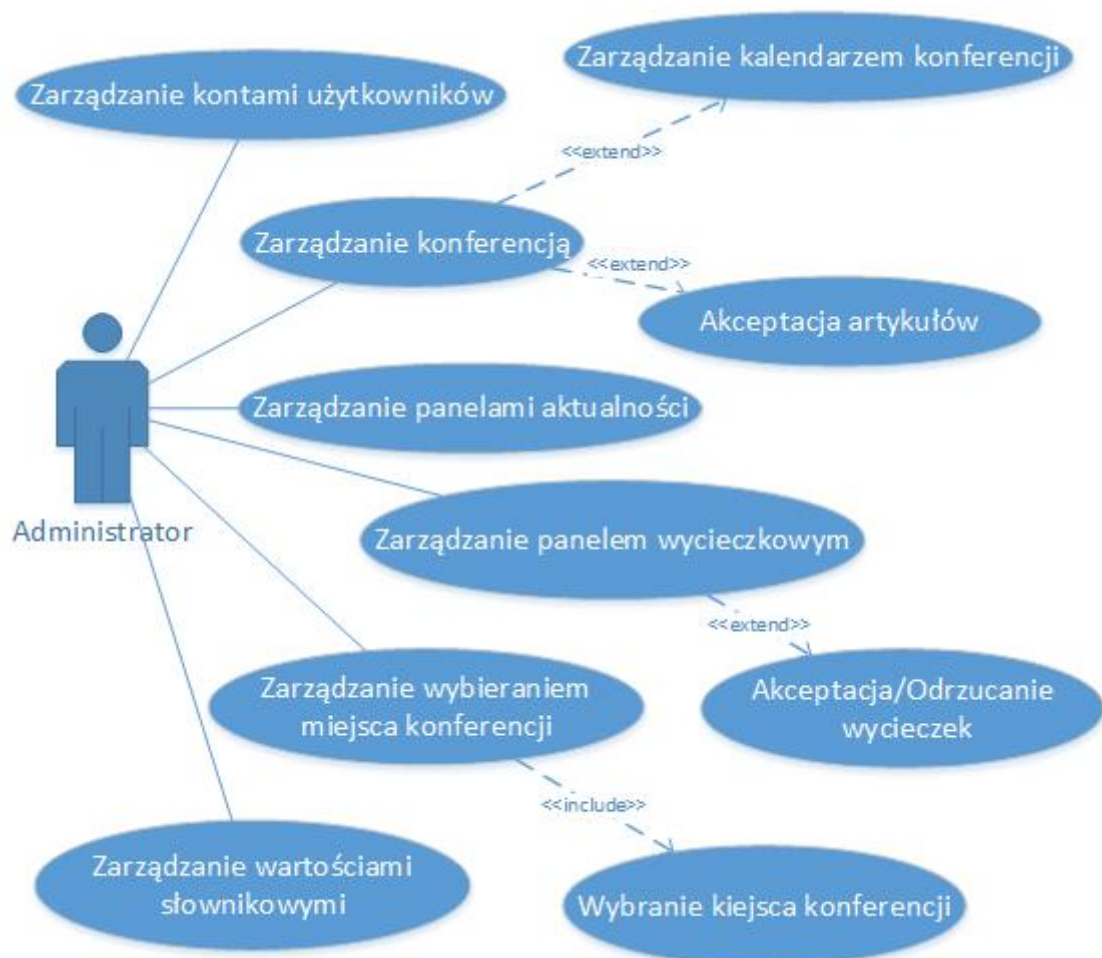 Zarządzanie kalendarzem konferencji
Zarządzanie kontami użytkowników
<<extend>>
Zarządzanie konferencją
<<extend>>
Akceptacja artykułów
Zarządzanie panelami aktualności
Administrator
Zarządzanie panelem wycieczkowym
<<extend>>
Zarządzanie wybieraniem
miejsca konferencji
Akceptacja/Odrzucanie
wycieczek
<<include>>
Zarządzanie wartościami
słownikowymi
Wybranie kiejsca konferencji